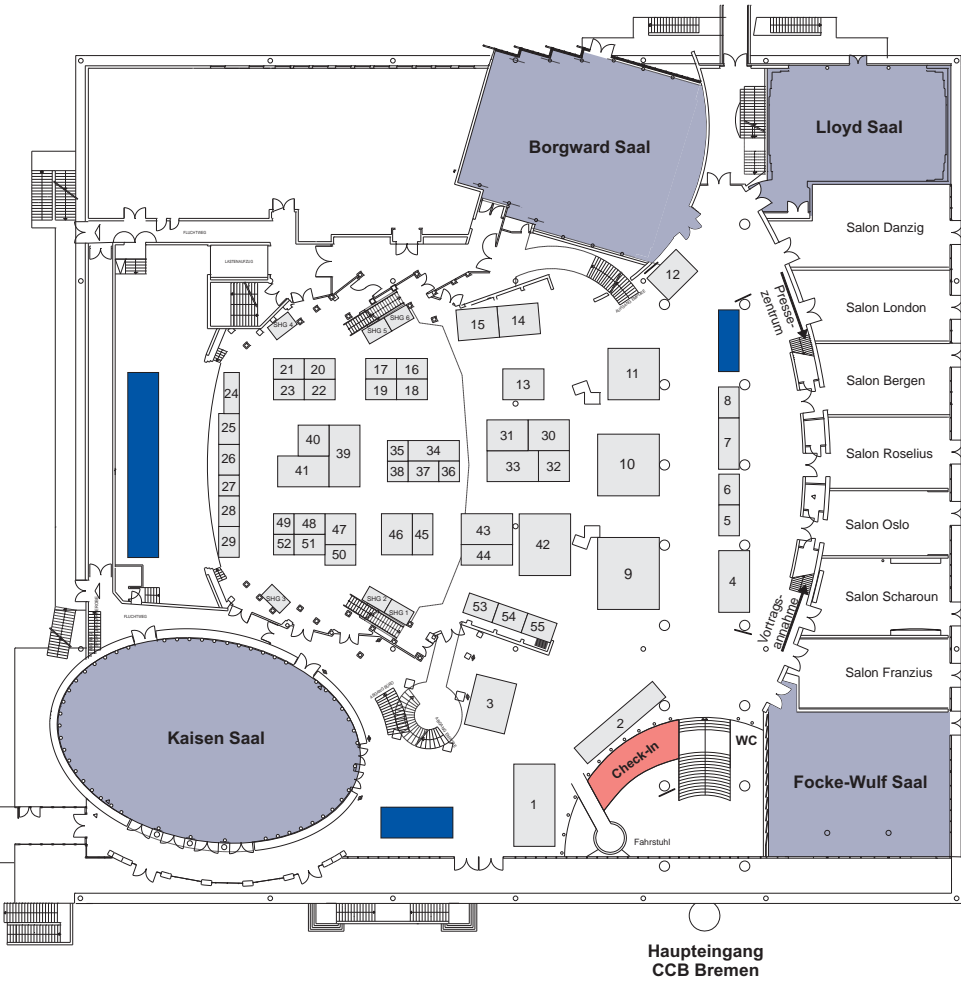 Borgward Saal
Lloyd Saal
Salon Danzig
FLUCHTWEG
LASTENAUFZUG
12
Presse-
zentrum
Salon London
SHG 4
SHG 5
SHG 6
15
14
21
20
17
16
11
23
22
19
18
13
Salon Bergen
24
8
25
40
39
31
30
7
35
34
Salon Roselius
26
41
38
37
36
33
32
10
27
6
28
49
48
47
46
45
43
42
5
Salon Oslo
29
52
51
50
44
9
4
SHG 3
SHG 2
SHG 1
53
54
55
Salon Scharoun
FLUCHTWEG
Vortrags-
annahme
Salon Franzius
3
2
Kaisen Saal
Check-In
WC
Focke-Wulf Saal
1
Fahrstuhl
Haupteingang
CCB Bremen